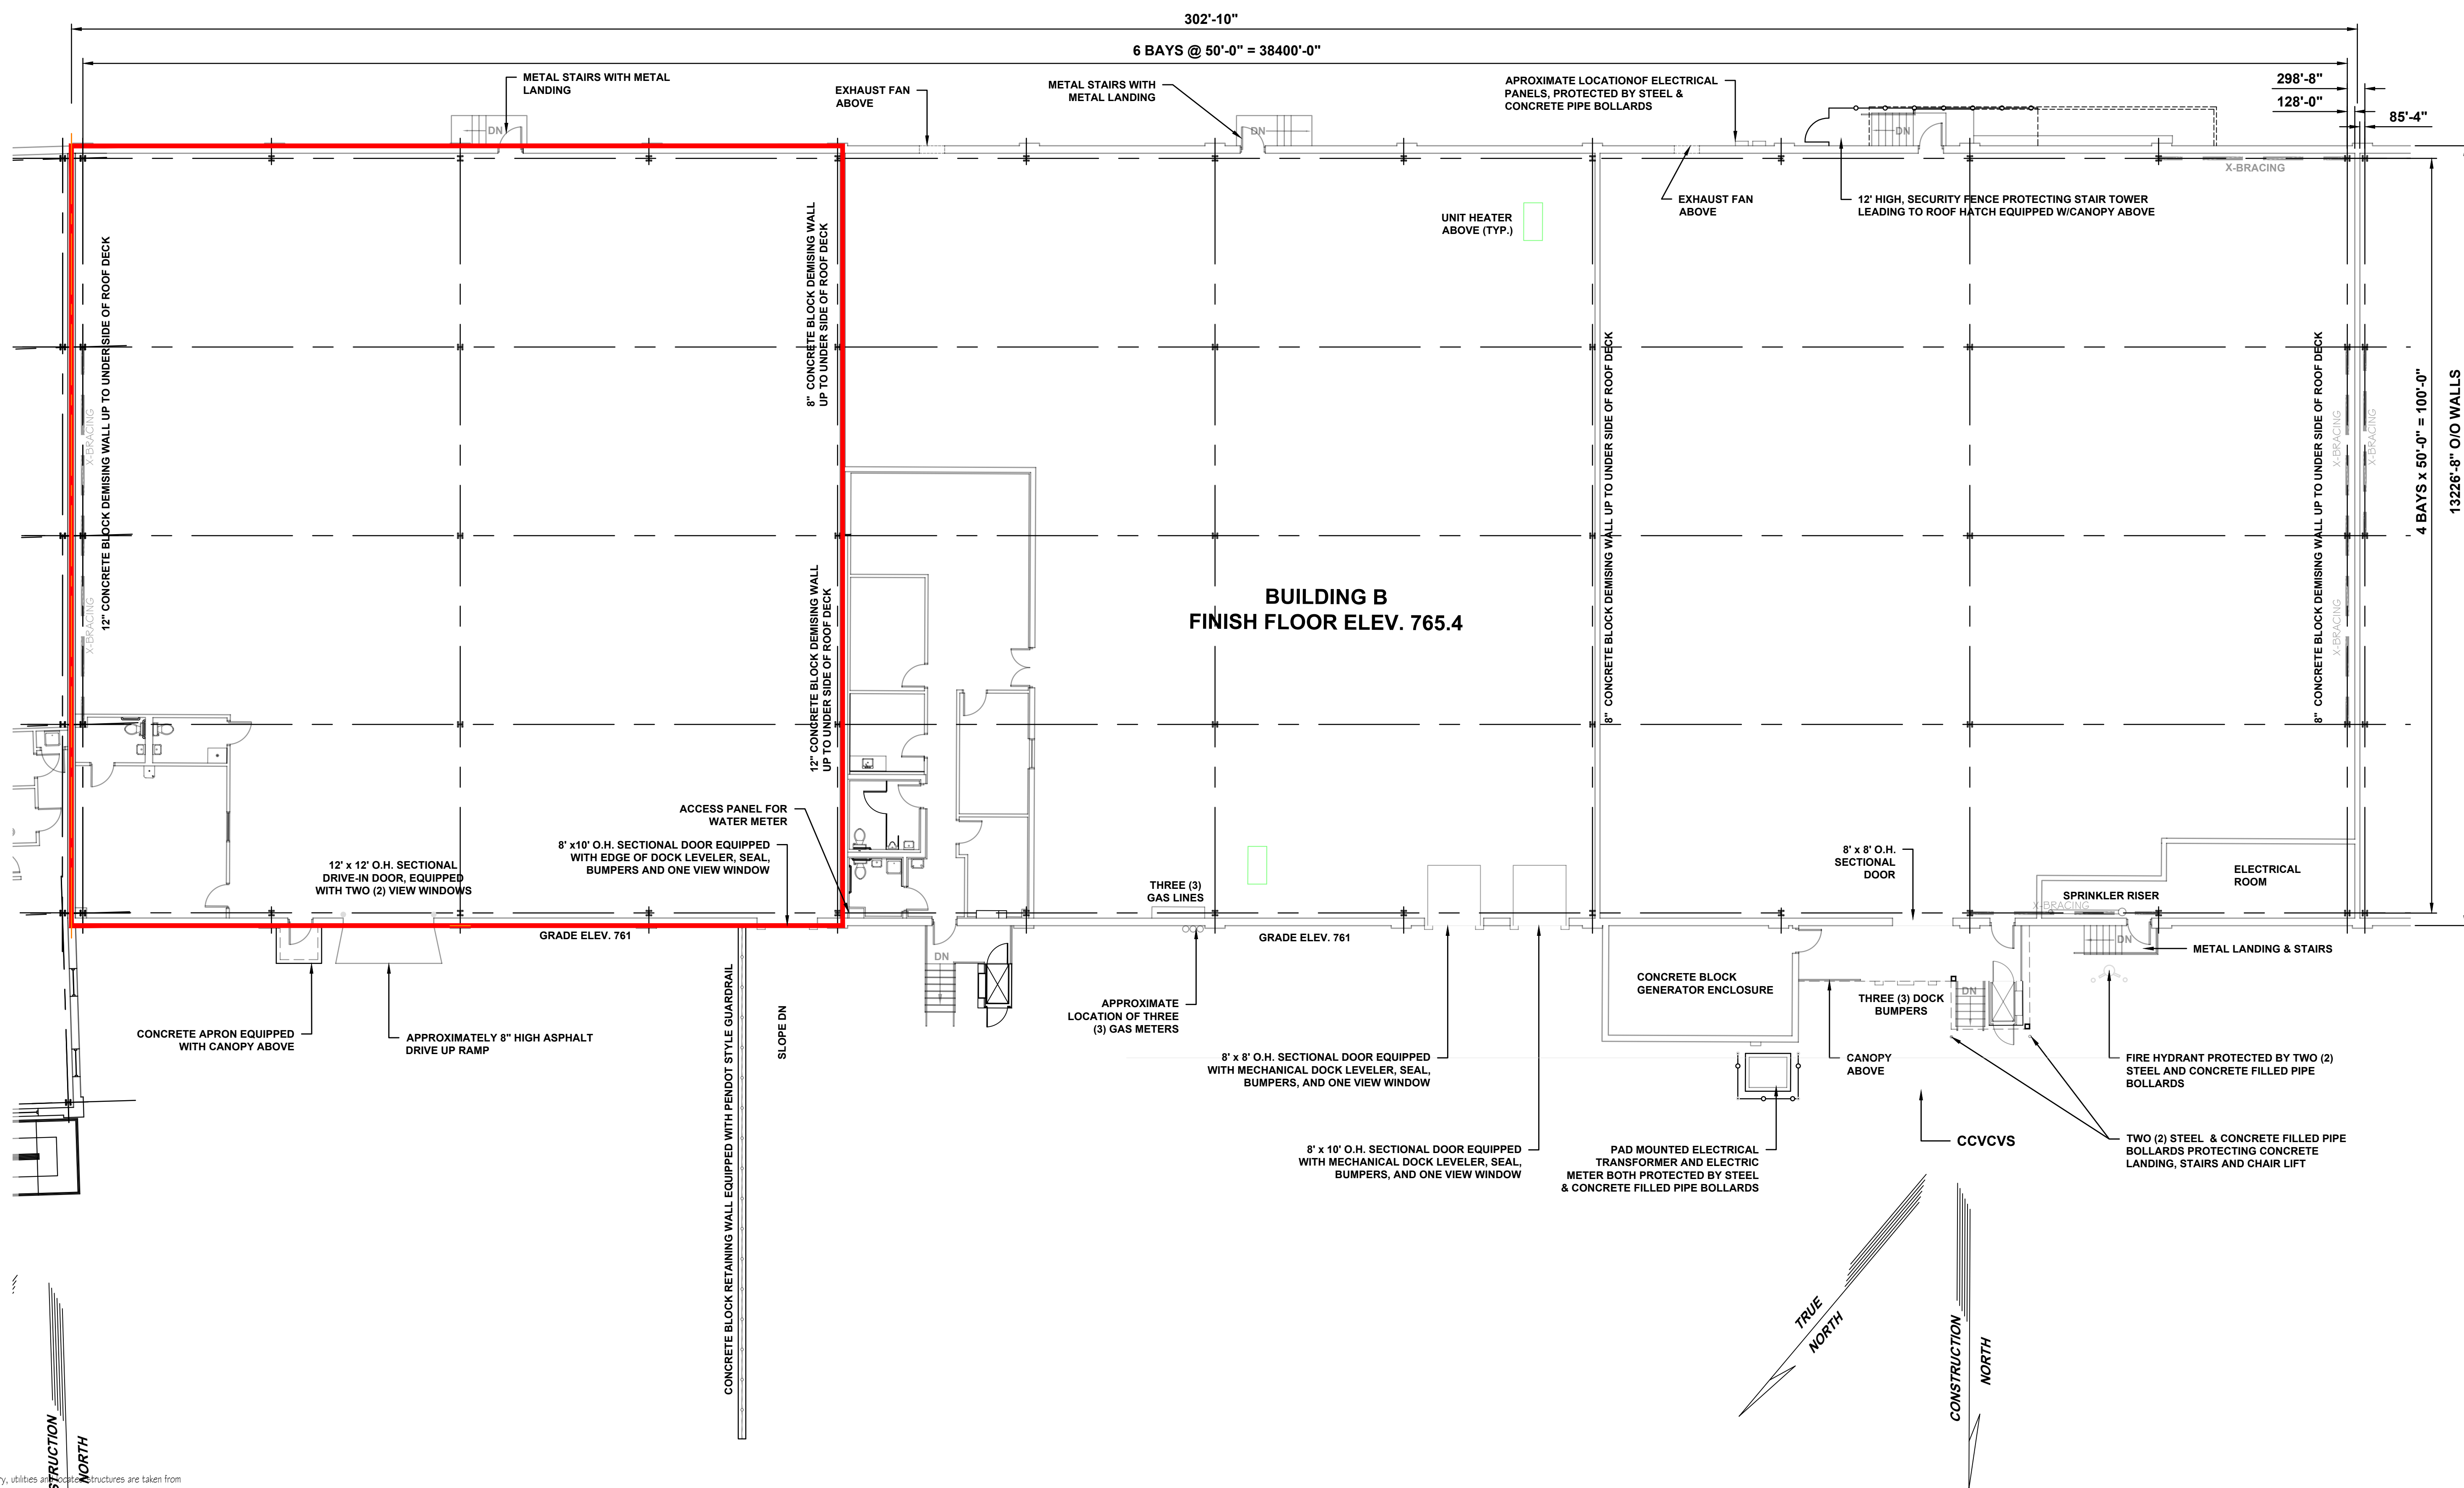 302'-10"
6 BAYS @ 50'-0" = 38400'-0"
METAL STAIRS WITH METAL
LANDING
EXHAUST FAN
ABOVE
METAL STAIRS WITH
METAL LANDING
APROXIMATE LOCATIONOF ELECTRICAL
PANELS, PROTECTED BY STEEL &
CONCRETE PIPE BOLLARDS
298'-8"
128'-0"
85'-4"
DN
DN
DN
X-BRACING
EXHAUST FAN
ABOVE
12' HIGH, SECURITY FENCE PROTECTING STAIR TOWER
LEADING TO ROOF HATCH EQUIPPED W/CANOPY ABOVE
UNIT HEATER
ABOVE (TYP.)
12" CONCRETE BLOCK DEMISING WALL UP TO UNDER SIDE OF ROOF DECK
X-BRACING
X-BRACING
8" CONCRETE BLOCK DEMISING WALL
UP TO UNDER SIDE OF ROOF DECK
12" CONCRETE BLOCK DEMISING WALL
UP TO UNDER SIDE OF ROOF DECK
8" CONCRETE BLOCK DEMISING WALL UP TO UNDER SIDE OF ROOF DECK
8" CONCRETE BLOCK DEMISING WALL UP TO UNDER SIDE OF ROOF DECK
X-BRACING
X-BRACING
X-BRACING
4 BAYS x 50'-0" = 100'-0"
13226'-8" O/O WALLS
BUILDING B
FINISH FLOOR ELEV. 765.4
ACCESS PANEL FOR
WATER METER
8' x10' O.H. SECTIONAL DOOR EQUIPPED
WITH EDGE OF DOCK LEVELER, SEAL,
BUMPERS AND ONE VIEW WINDOW
12' x 12' O.H. SECTIONAL
DRIVE-IN DOOR, EQUIPPED
WITH TWO (2) VIEW WINDOWS
THREE (3)
GAS LINES
8' x 8' O.H.
SECTIONAL
DOOR
ELECTRICAL
ROOM
SPRINKLER RISER
X-BRACING
GRADE ELEV. 761
GRADE ELEV. 761
DN
DN
METAL LANDING & STAIRS
CONCRETE BLOCK
GENERATOR ENCLOSURE
THREE (3) DOCK
BUMPERS
DN
APPROXIMATE
LOCATION OF THREE
(3) GAS METERS
CONCRETE APRON EQUIPPED
WITH CANOPY ABOVE
APPROXIMATELY 8" HIGH ASPHALT
DRIVE UP RAMP
CONCRETE BLOCK RETAINING WALL EQUIPPED WITH PENDOT STYLE GUARDRAIL
SLOPE DN
8' x 8' O.H. SECTIONAL DOOR EQUIPPED
WITH MECHANICAL DOCK LEVELER, SEAL,
BUMPERS, AND ONE VIEW WINDOW
CANOPY
ABOVE
FIRE HYDRANT PROTECTED BY TWO (2)
STEEL AND CONCRETE FILLED PIPE
BOLLARDS
8' x 10' O.H. SECTIONAL DOOR EQUIPPED
WITH MECHANICAL DOCK LEVELER, SEAL,
BUMPERS, AND ONE VIEW WINDOW
PAD MOUNTED ELECTRICAL
TRANSFORMER AND ELECTRIC
METER BOTH PROTECTED BY STEEL
& CONCRETE FILLED PIPE BOLLARDS
CCVCVS
TWO (2) STEEL & CONCRETE FILLED PIPE
BOLLARDS PROTECTING CONCRETE
LANDING, STAIRS AND CHAIR LIFT
TRUE
NORTH
CONSTRUCTION
NORTH
STRUCTION
NORTH
y, utilities and located structures are taken from